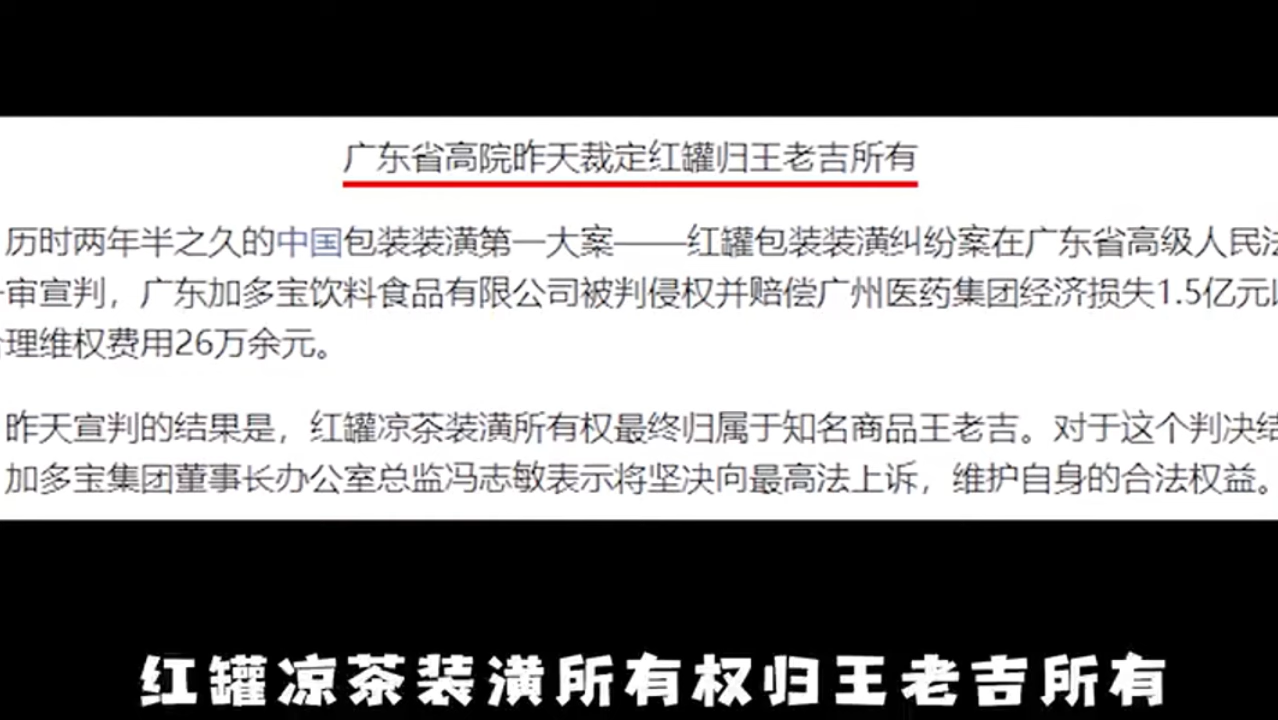 广东省高院昨天裁定红罐归王老吉所有
历时两年半之久的中国包装装潢第一大案——红罐包装装潢纠纷案在广东省高级人民法
审宣判，广东加多宝饮料食品有限公司被判侵权并赔偿广州医药集团经济损失1.5亿元
理维权费用26万余元。
昨天宣判的结果是，红罐凉茶装潢所有权最终归属于知名商品王老吉。对于这个判决结
加多宝集团董事长办公室总监冯志敏表示将坚决向最高法上诉，维护自身的合法权益。
红罐凉茶装潢所有权归王老吉所有